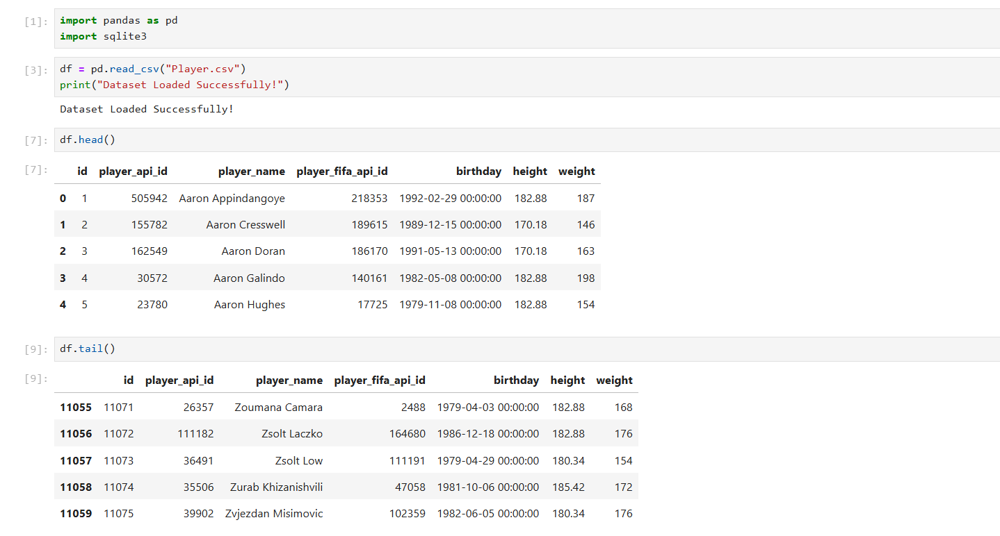 [1]: import pandas as pd
import sqlite3
[3]: df = pd.read_csv("Player.csv")
print("Dataset Loaded Successfully!")
Dataset Loaded Successfully!
[7]: df.head()
[7]: id player_api_id player_name player_fifa_api_id birthday height weight
0 1 505942 Aaron Appindangoye 218353 1992-02-29 00:00:00 182.88 187
1 2 155782 Aaron Cresswell 189615 1989-12-15 00:00:00 170.18 146
2 3 162549 Aaron Doran 186170 1991-05-13 00:00:00 170.18 163
3 4 30572 Aaron Galindo 140161 1982-05-08 00:00:00 182.88 198
4 5 23780 Aaron Hughes 17725 1979-11-08 00:00:00 182.88 154
[9]: df.tail()
[9]: id player_api_id player_name player_fifa_api_id birthday height weight
11055 11071 26357 Zoumana Camara 2488 1979-04-03 00:00:00 182.88 168
11056 11072 111182 Zsolt Laczko 164680 1986-12-18 00:00:00 182.88 176
11057 11073 36491 Zsolt Low 111191 1979-04-29 00:00:00 180.34 154
11058 11074 35506 Zurab Khizanishvili 47058 1981-10-06 00:00:00 185.42 172
11059 11075 39902 Zvjezdan Misimovic 102359 1982-06-05 00:00:00 180.34 176